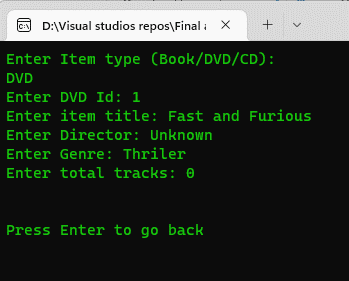 D:\Visual studios repos\Final a
Enter Item type (Book/DVD/CD):
DVD
Enter DVD Id: 1
Enter item title: Fast and Furious
Enter Director: Unknown
Enter Genre: Thriler
Enter total tracks: 0
Press Enter to go back